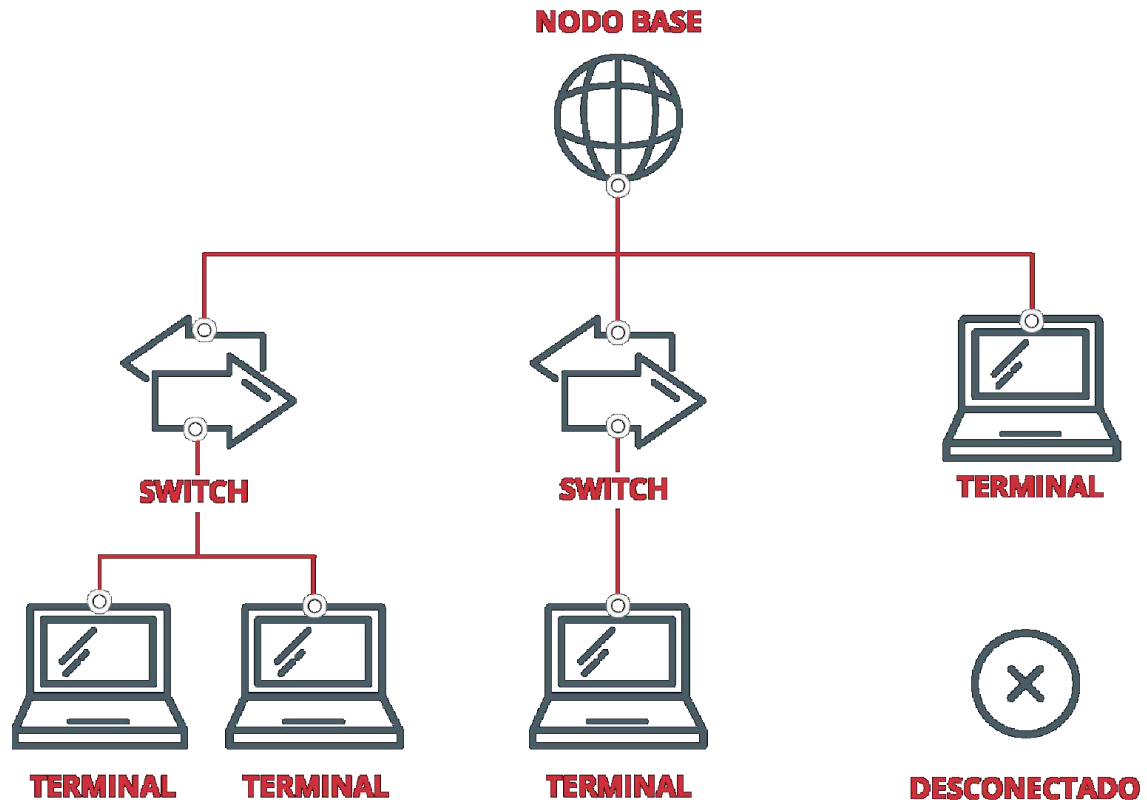 NODO BASE
SWITCH
SWITCH
TERMINAL
TERMINAL
TERMINAL
TERMINAL
DESCONECTADO